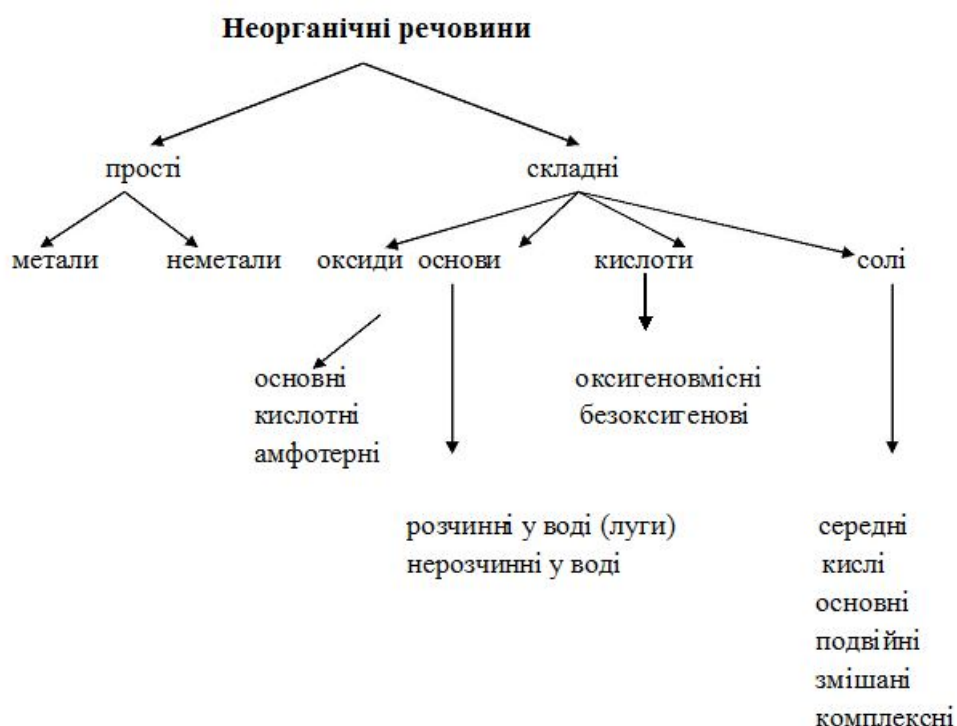 Неорганічні речовини
прості складні
метали неметали оксиди основи кислоти солі
основні
кислотні
амфотерні
оксигеновмісні
безоксигенові
розчинні у воді (луги)
нерозчинні у воді
середні
кислі
основні
подвійні
змішані
комплексні